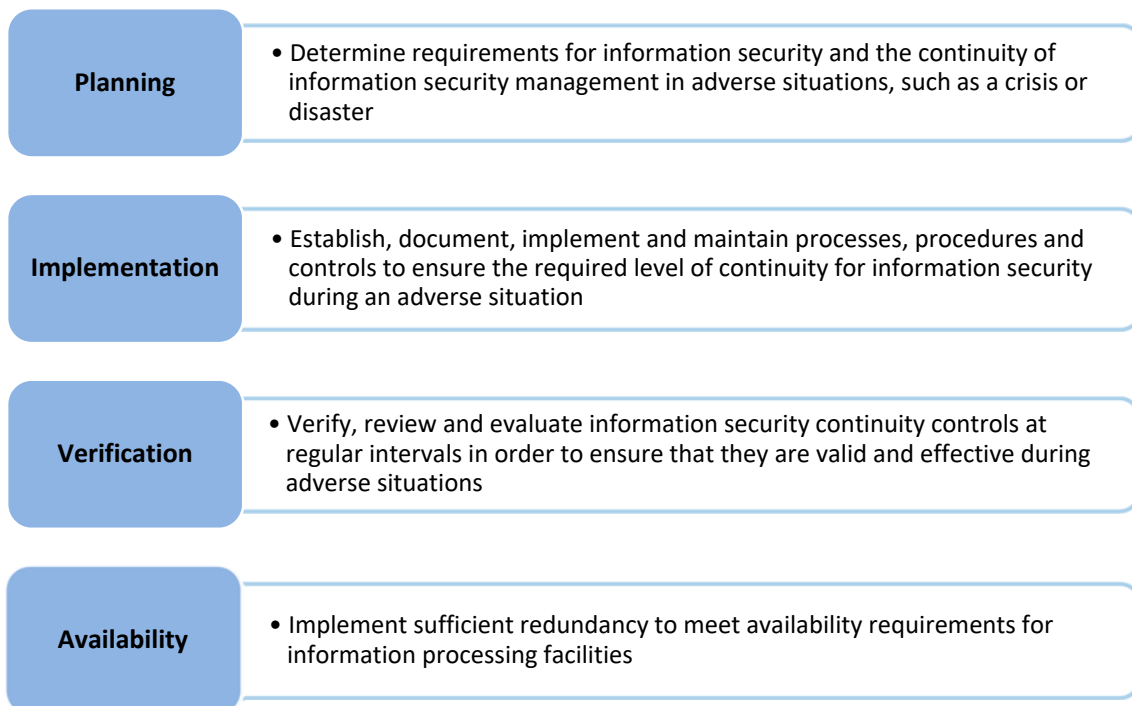 Planning
• Determine requirements for information security and the continuity of
information security management in adverse situations, such as a crisis or
disaster
Implementation
• Establish, document, implement and maintain processes, procedures and
controls to ensure the required level of continuity for information security
during an adverse situation
Verification
• Verify, review and evaluate information security continuity controls at
regular intervals in order to ensure that they are valid and effective during
adverse situations
Availability
• Implement sufficient redundancy to meet availability requirements for
information processing facilities